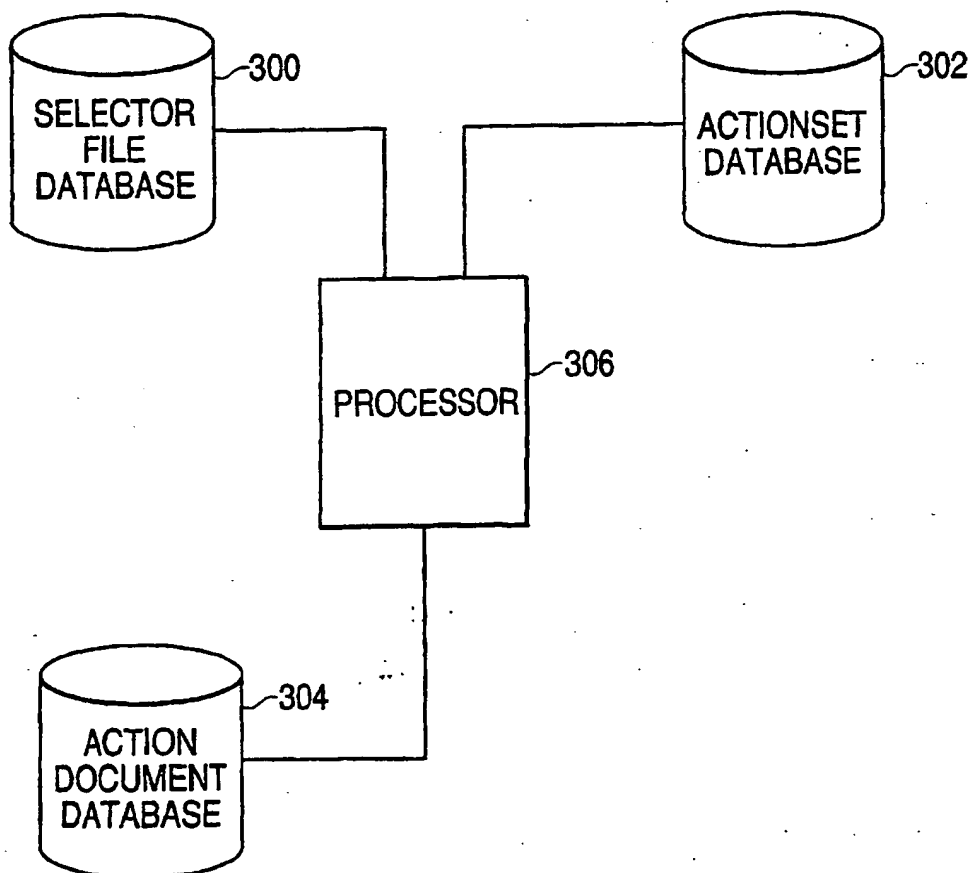 300
SELECTOR
FILE
DATABASE
302
ACTIONSET
DATABASE
306
PROCESSOR
304
ACTION
DOCUMENT
DATABASE